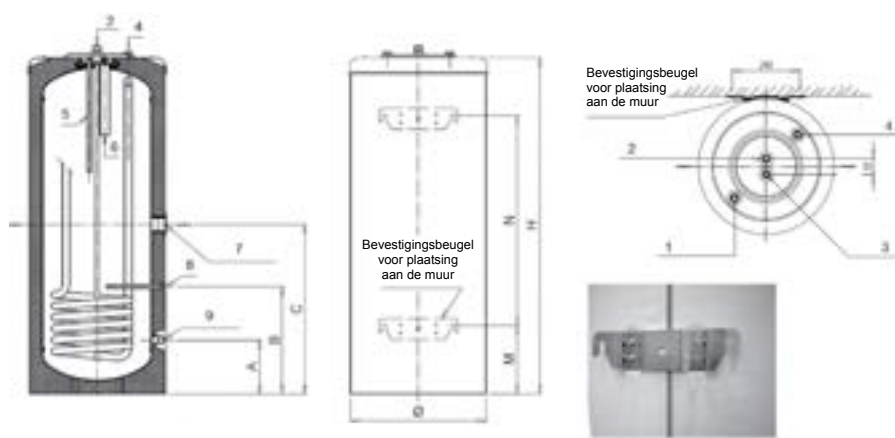 2
4
5
6
7
8
9
A
B
C
Bevestigingsbeugel
voor plaatsing
aan de muur
N
H
M
Ø
Bevestigingsbeugel
voor plaatsing
aan de muur
2
4
1
3